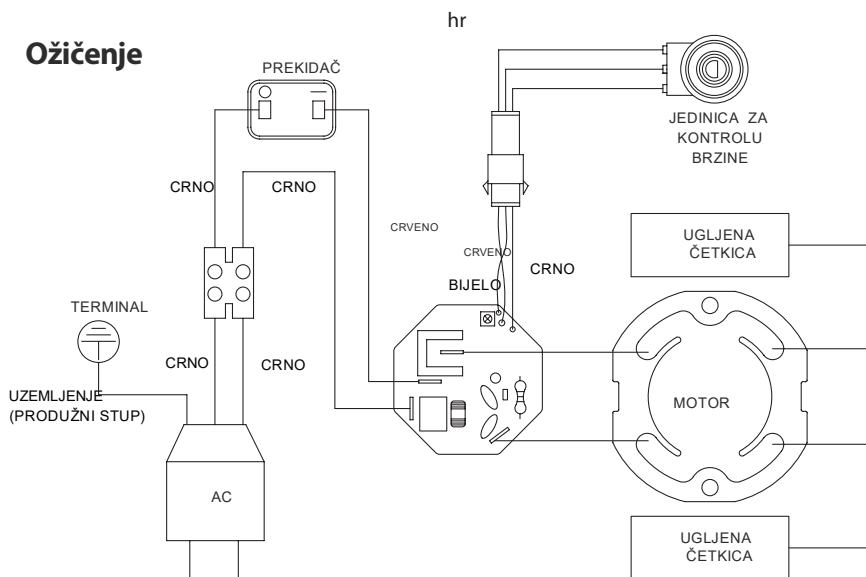 hr
Ožičenje
PREKIDAČ
JEDINICA ZA
KONTROLU
BRZINE
CRNO
CRNO
CRVENO
CRVENO
CRNO
BIJELO
UGLJENA
ČETKICA
TERMINAL
CRNO
CRNO
UZEMLJENJE
(PRODUŽNI STUP)
MOTOR
AC
UGLJENA
ČETKICA